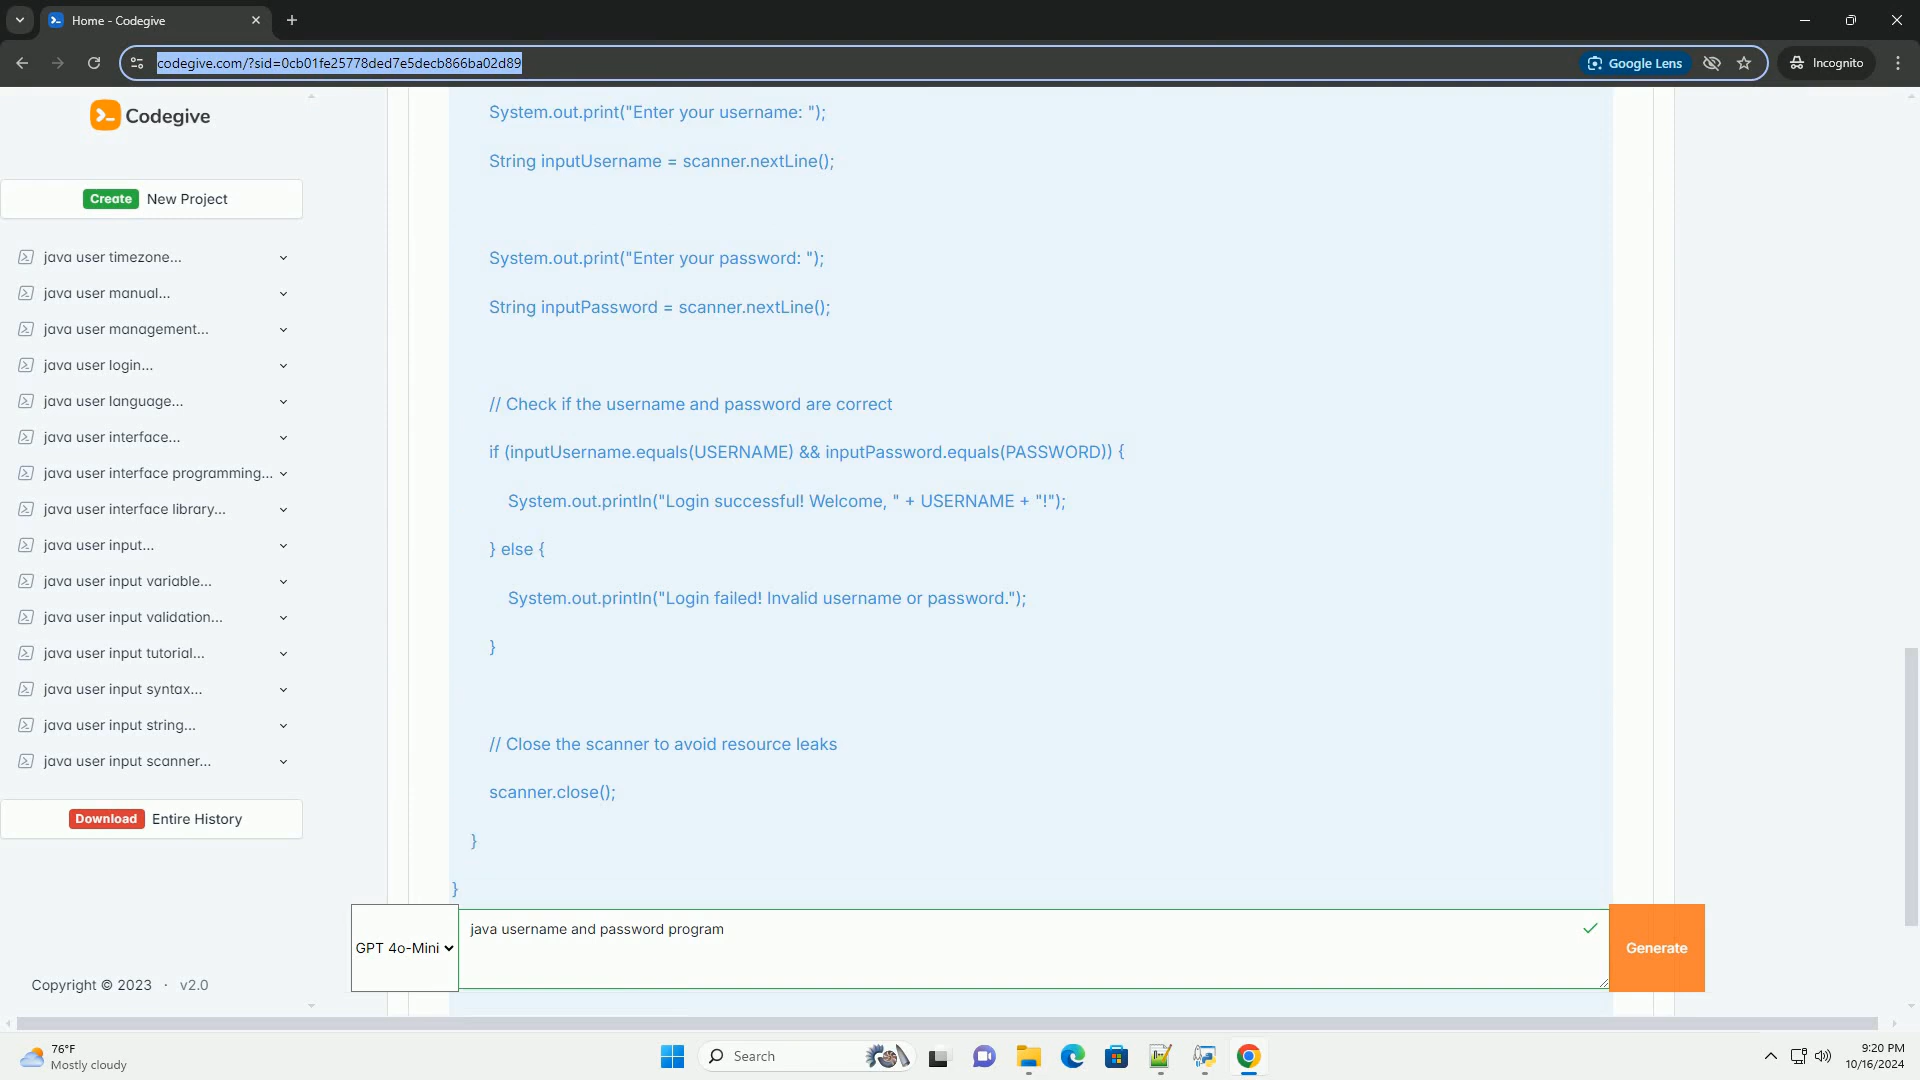 Home - Codegive
codegive.com/?sid=0cb01fe25778ded7e5decb866ba02d89
Google Lens
Incognito
Codegive
Create New Project
java user timezone...
java user manual...
java user management...
java user login...
java user language...
java user interface...
java user interface programming...
java user interface library...
java user input...
java user input variable...
java user input validation...
java user input tutorial...
java user input syntax...
java user input string...
java user input scanner...
Download Entire History
Copyright © 2023 · v2.0
System.out.print("Enter your username: ");
String inputUsername = scanner.nextLine();
System.out.print("Enter your password: ");
String inputPassword = scanner.nextLine();
// Check if the username and password are correct
if (inputUsername.equals(USERNAME) && inputPassword.equals(PASSWORD)) {
System.out.println("Login successful! Welcome, " + USERNAME + "!");
} else {
System.out.println("Login failed! Invalid username or password.");
}
// Close the scanner to avoid resource leaks
scanner.close();
}
}
GPT 4o-Mini
java username and password program
Generate
76°F
Mostly cloudy
Search
9:20 PM
10/16/2024